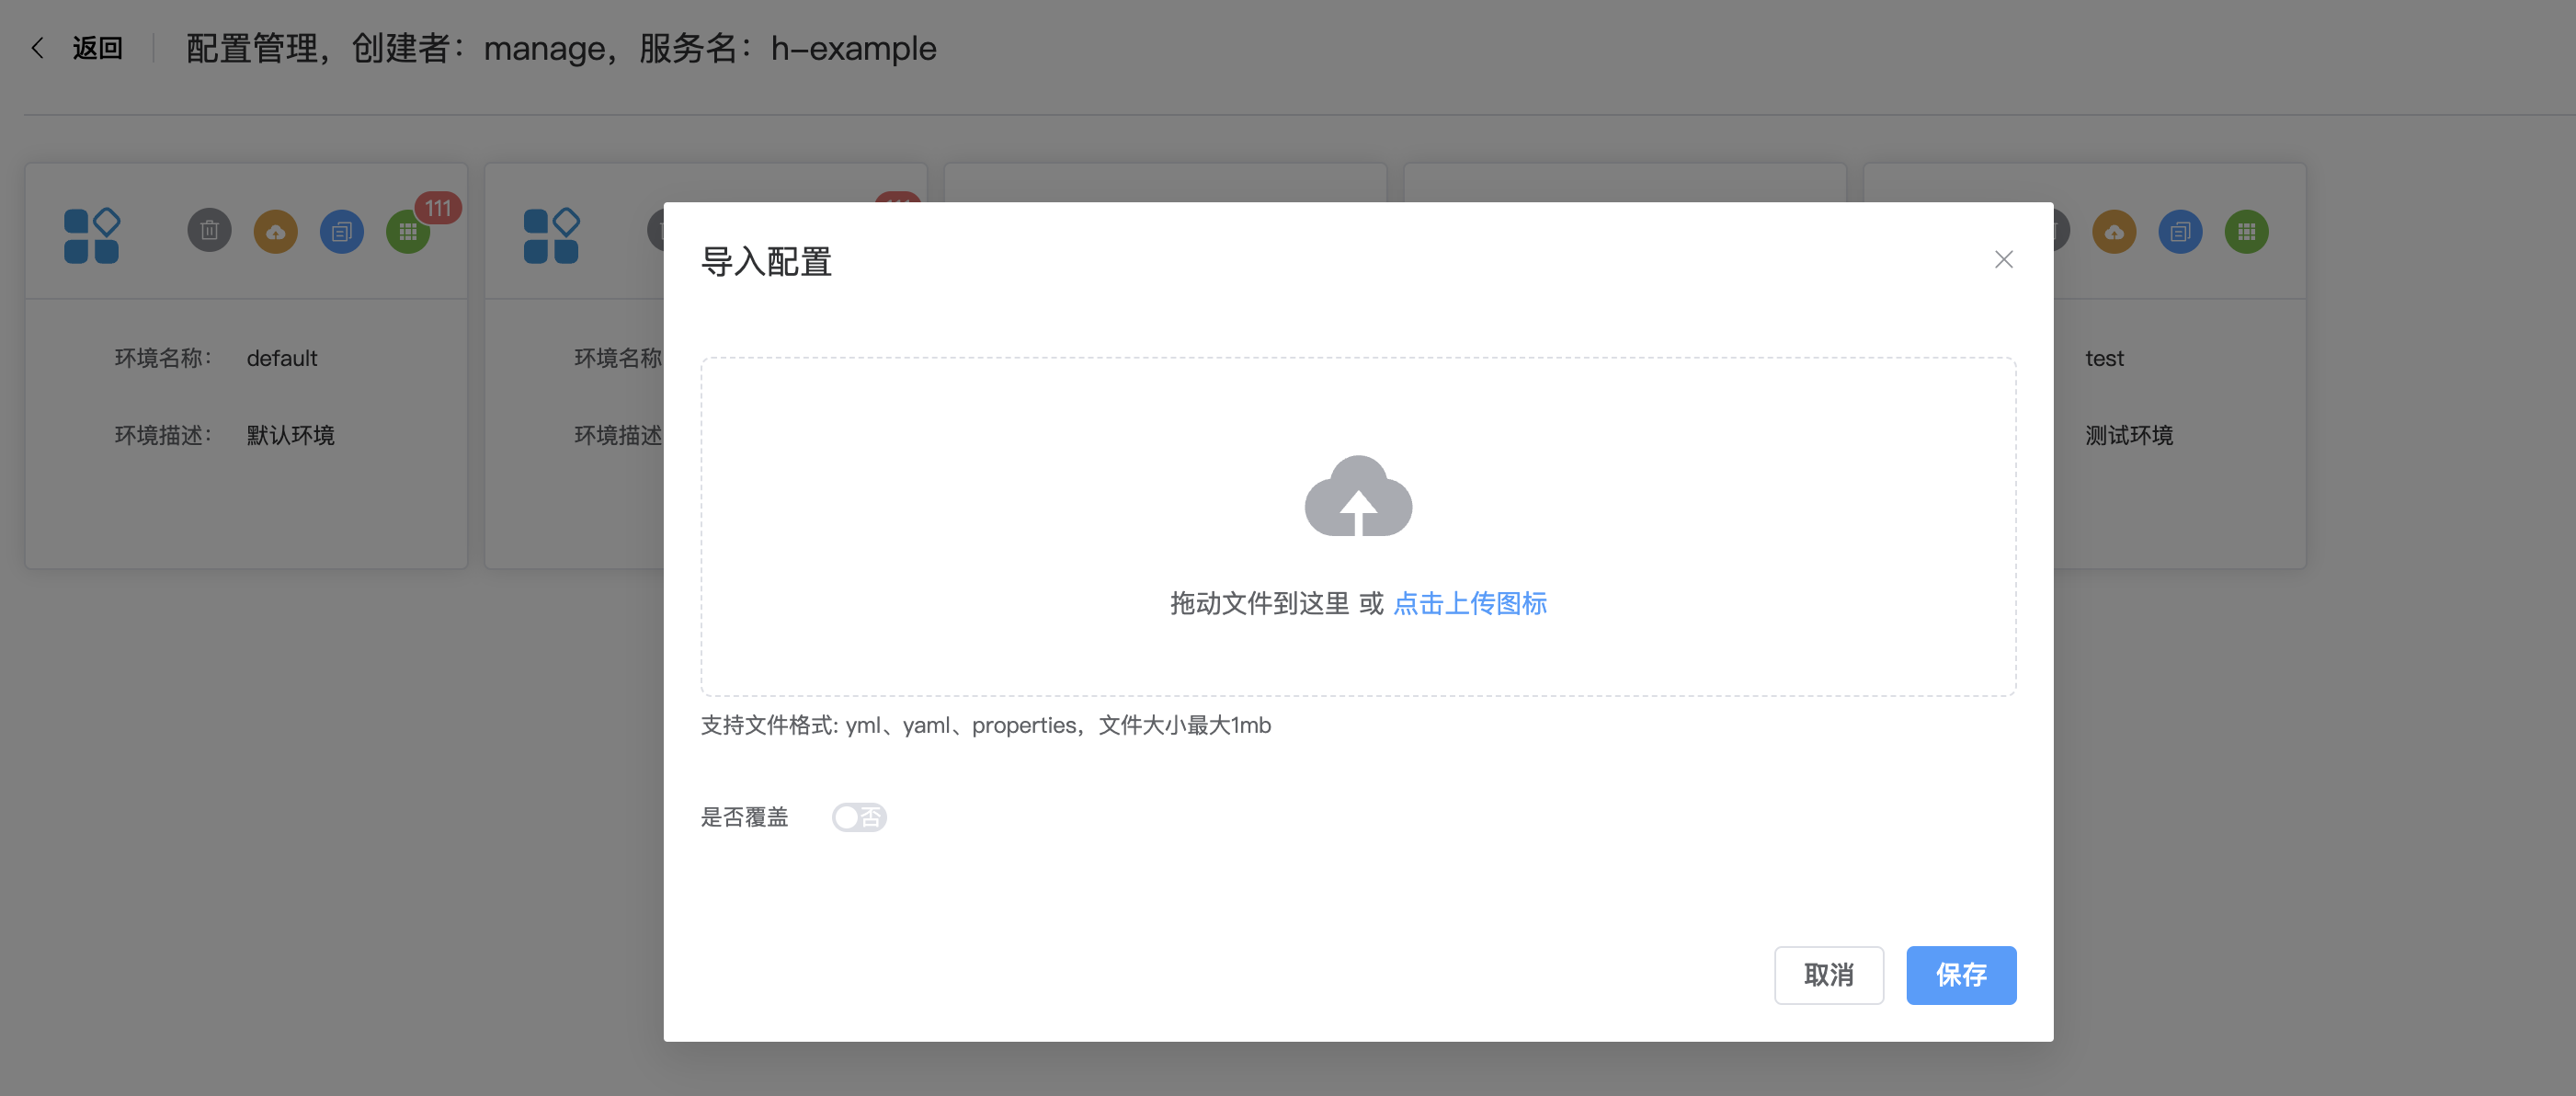 返回 配置管理，创建者：manage，服务名：h-example
111
环境名称： default
环境描述： 默认环境
环境名称
环境描述
test
测试环境
导入配置
拖动文件到这里 或 点击上传图标
支持文件格式: yml、yaml、properties，文件大小最大1mb
是否覆盖 否
取消 保存